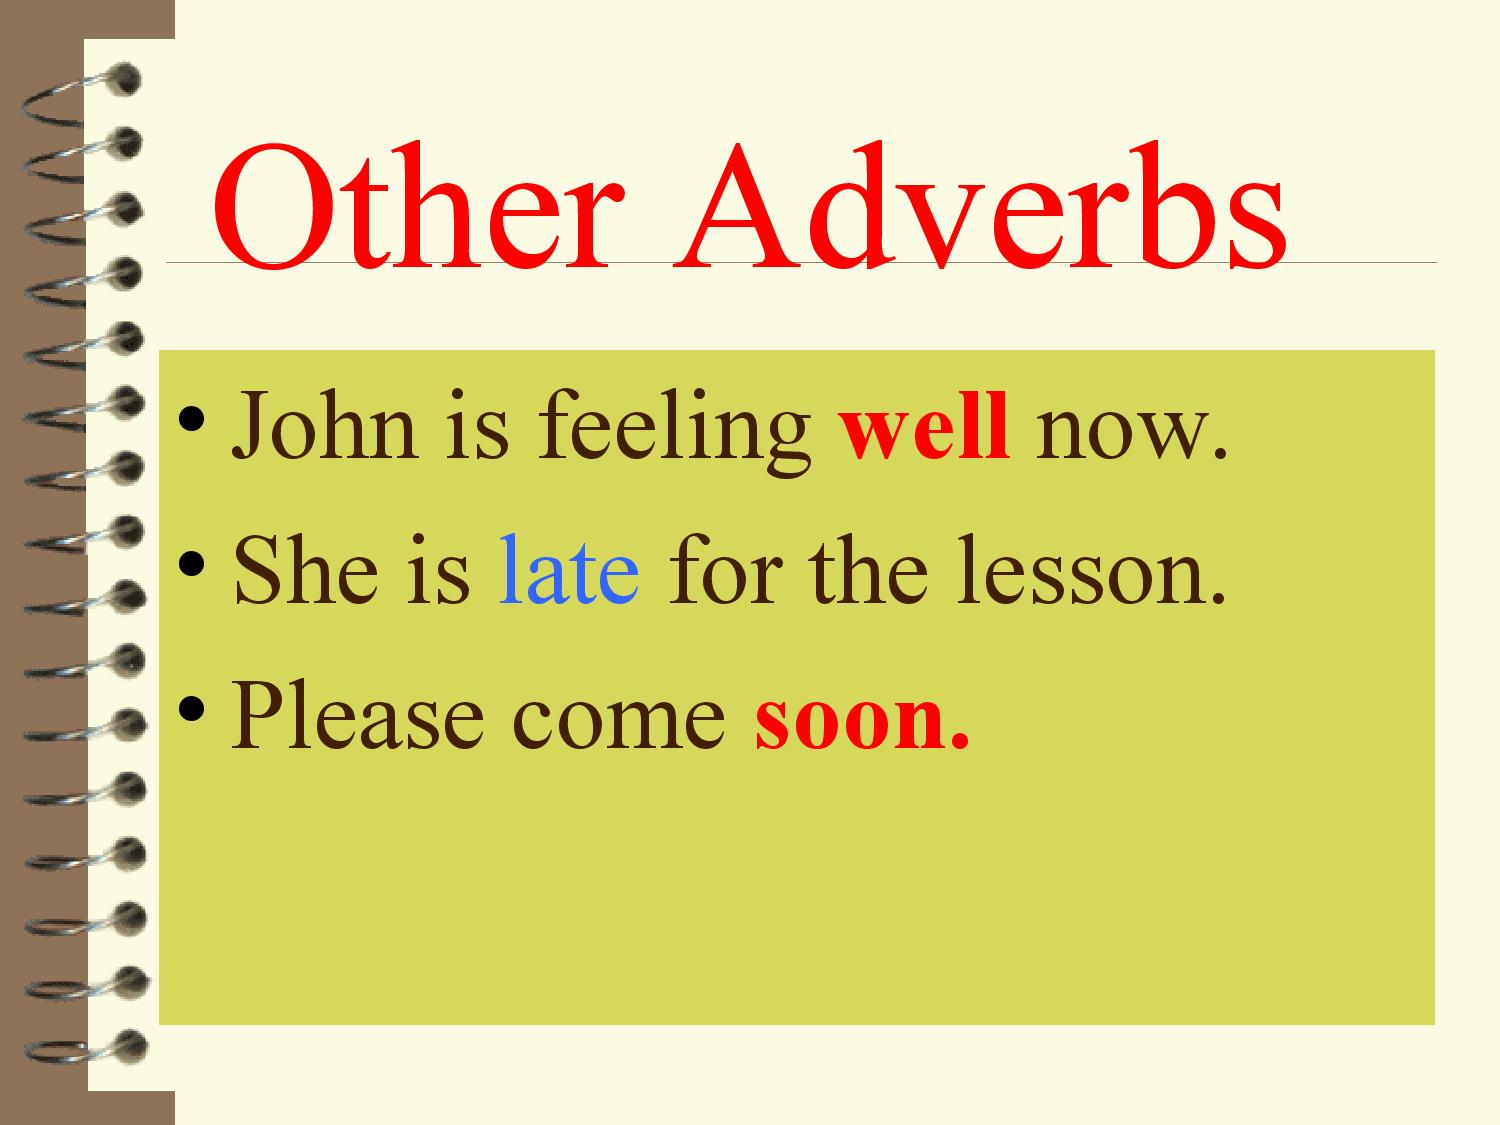 Other Adverbs
• John is feeling well now.
• She is late for the lesson.
• Please come soon.